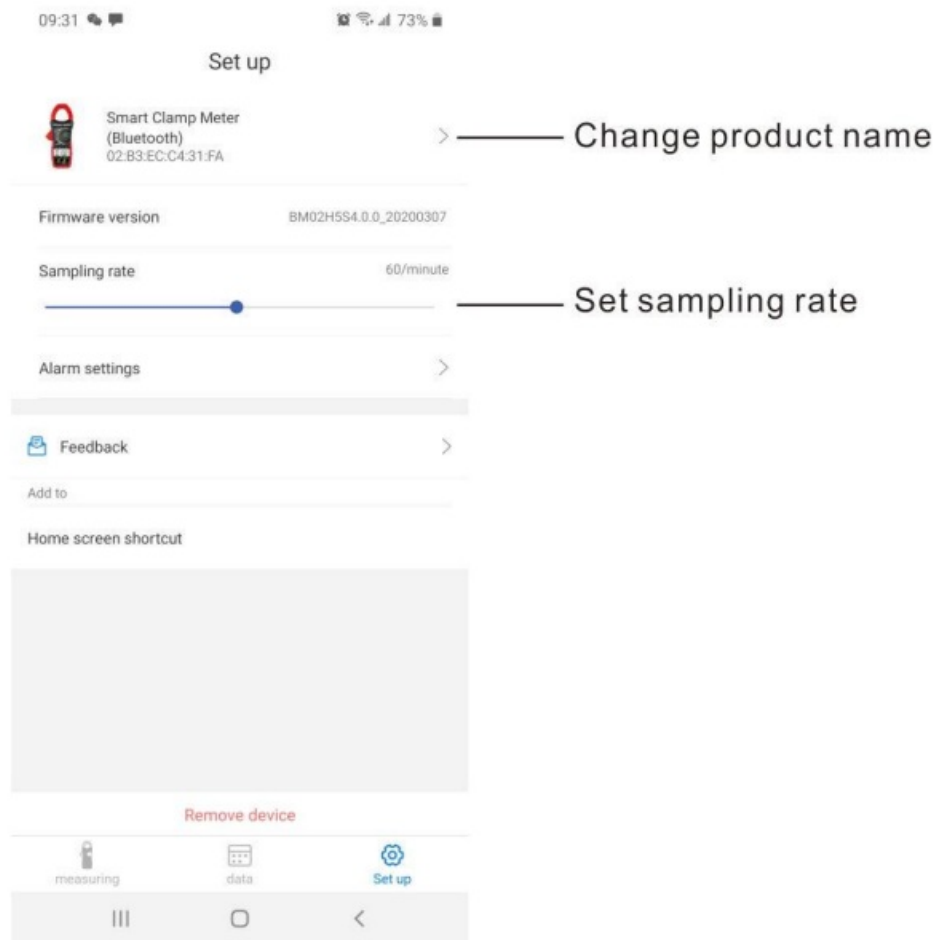 09:31 73%
Set up
Smart Clamp Meter
(Bluetooth)
02:B3:EC:C4:31:FA
Change product name
Firmware version BM02H5S4.0.0_20200307
Sampling rate 60/minute
Set sampling rate
Alarm settings
Feedback
Add to
Home screen shortcut
Remove device
measuring data Set up